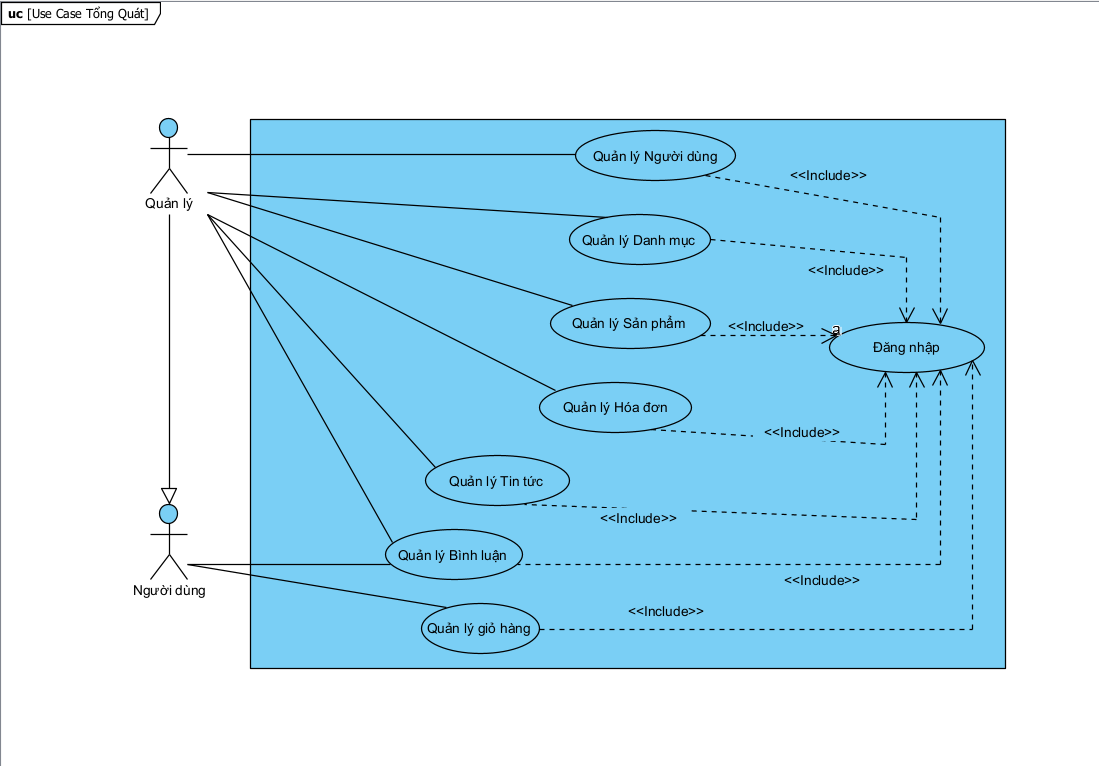 uc [Use Case Tổng Quát]
Quản lý Người dùng
<<Include>>
Quản lý
Quản lý Danh mục
<<Include>>
Quản lý Sản phẩm
<<Include>>
a
Đăng nhập
Quản lý Hóa đơn
<<Include>>
Quản lý Tin tức
<<Include>>
Quản lý Bình luận
<<Include>>
Người dùng
<<Include>>
Quản lý giỏ hàng